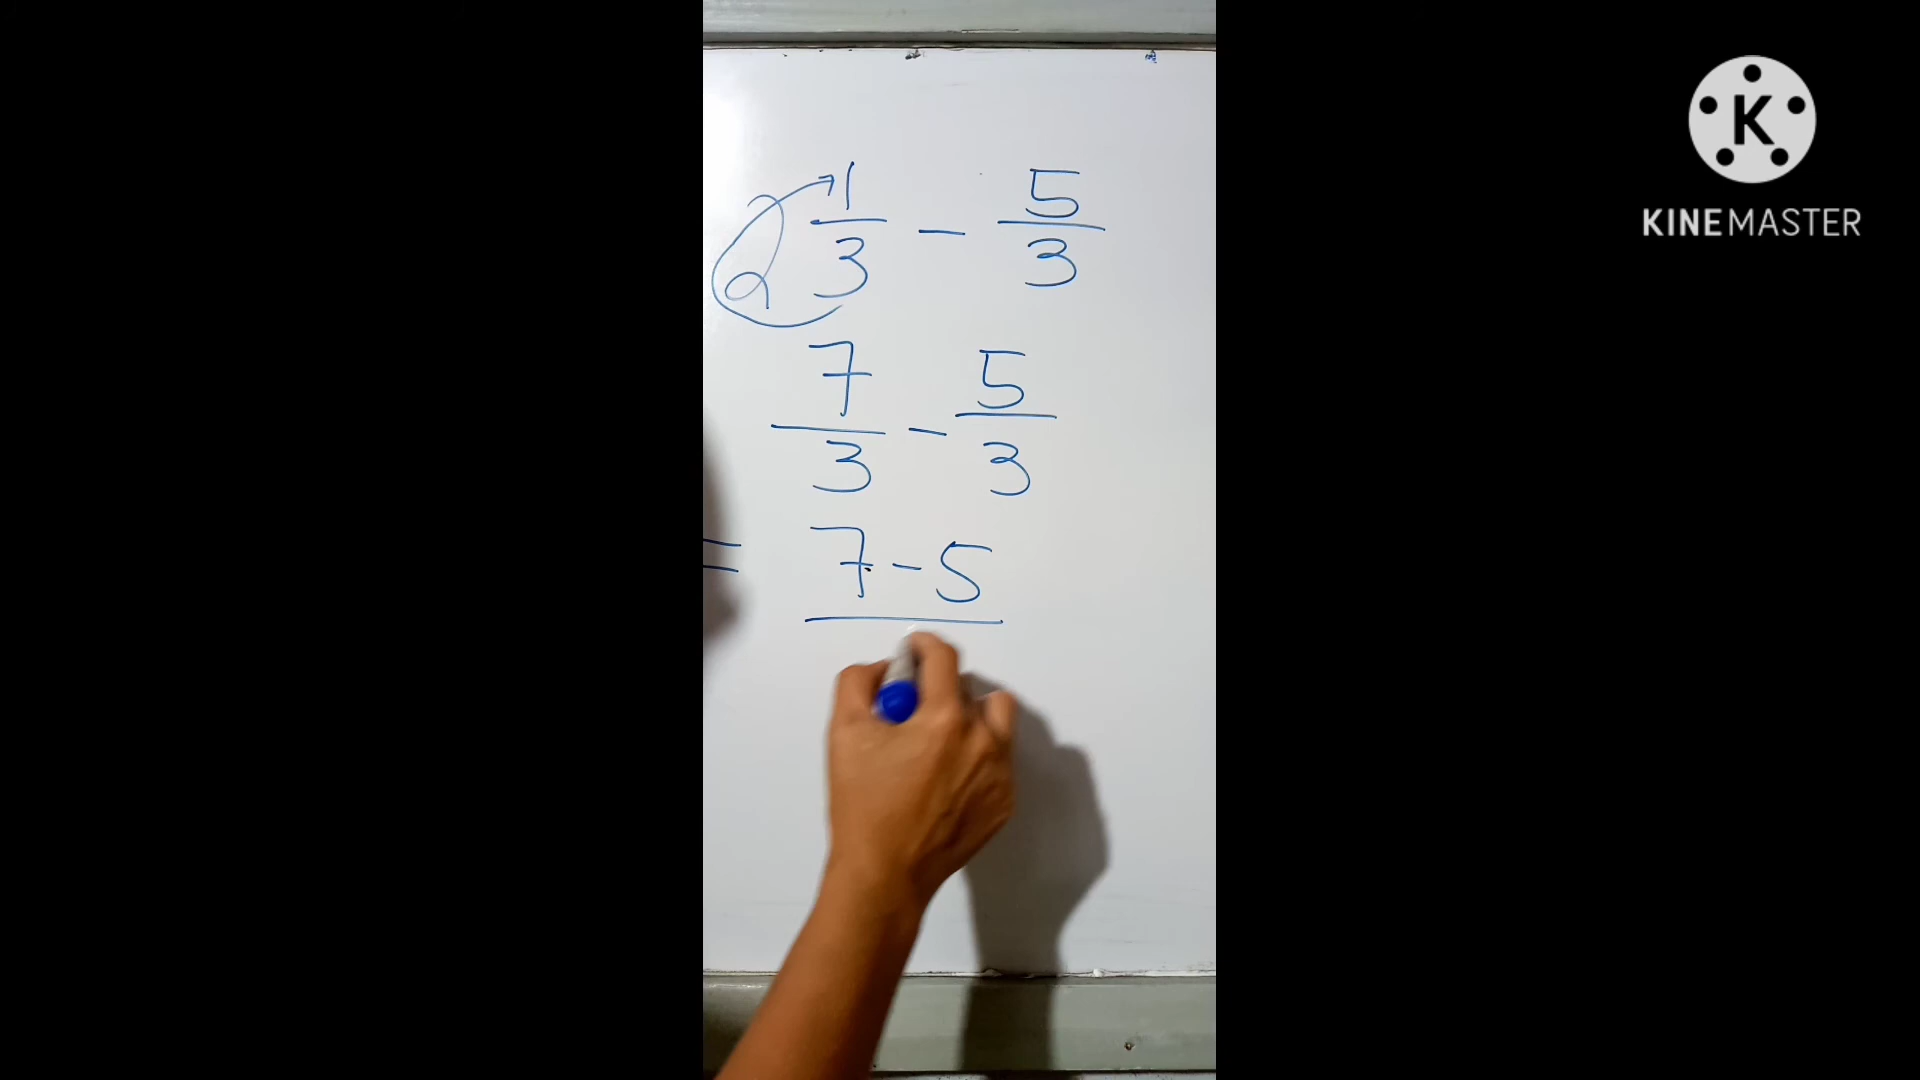 2 1/3 - 5/3
7/3 - 5/3
= 7-5
K
KINEMASTER